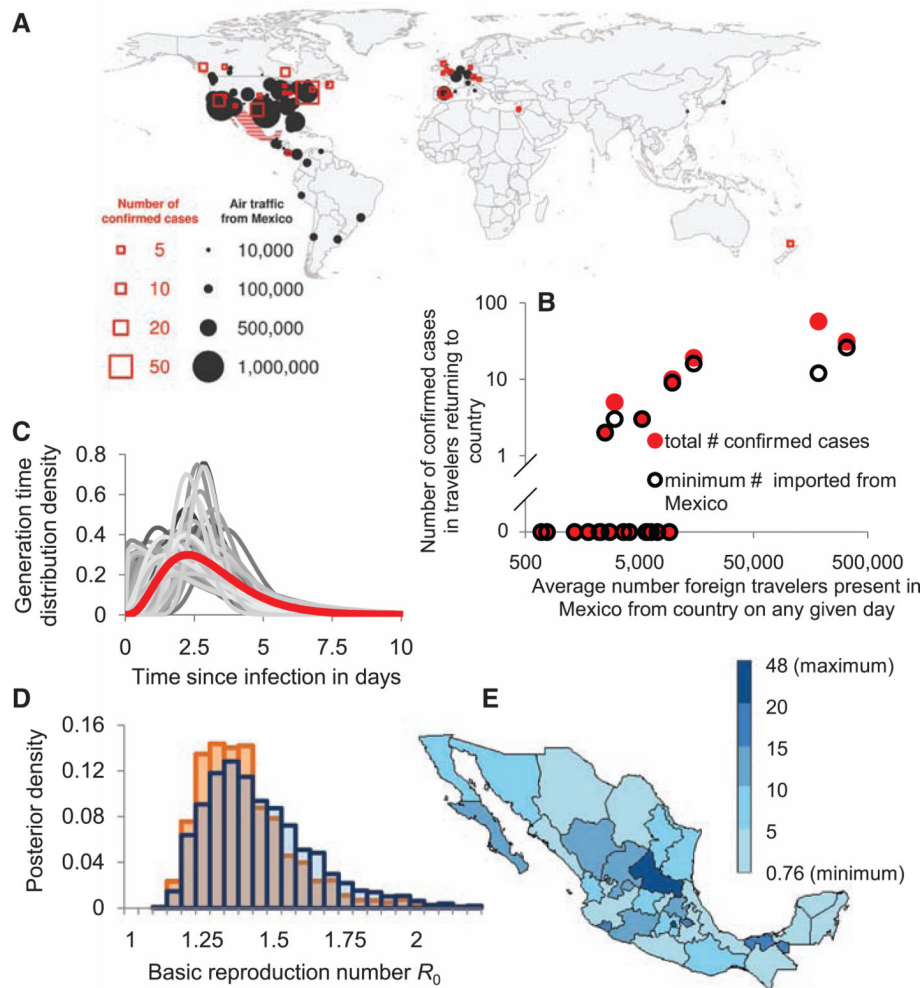 A
Number of
confirmed cases
Air traffic
from Mexico
5
10,000
10
100,000
20
500,000
50
1,000,000
B
Number of confirmed cases
in travelers returning to
country
100
10
1
0
total # confirmed cases
minimum # imported from
Mexico
500
5,000
50,000
500,000
Average number foreign travelers present in
Mexico from country on any given day
C
Generation time
distribution density
0.8
0.6
0.4
0.2
0
0
2.5
5
7.5
10
Time since infection in days
D
Posterior density
0.16
0.12
0.08
0.04
0
1
1.25
1.5
1.75
2
Basic reproduction number R₀
E
48 (maximum)
20
15
10
5
0.76 (minimum)